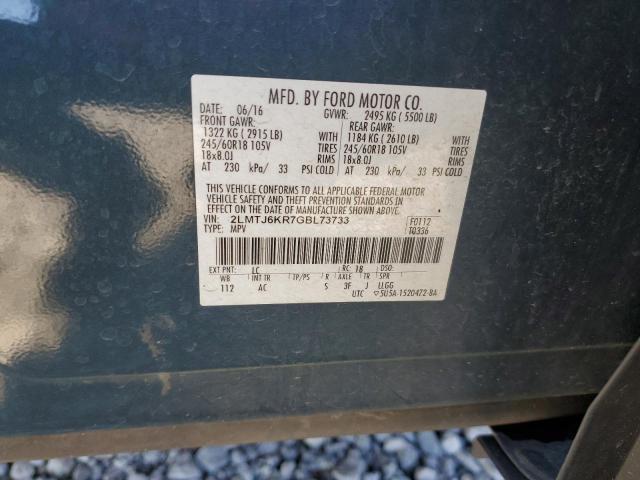 MFD. BY FORD MOTOR CO.
DATE: 06/16 GVWR: 2495 KG ( 5500 LB)
FRONT GAWR: REAR GAWR:
1322 KG ( 2915 LB) WITH 1184 KG ( 2610 LB) WITH
245/60R18 105V TIRES 245/60R18 105V TIRES
18x8.0J RIMS 18x8.0J RIMS
AT 230 kPa/ 33 PSI COLD AT 230 kPa/ 33 PSI COLD
THIS VEHICLE CONFORMS TO ALL APPLICABLE FEDERAL MOTOR
VEHICLE SAFETY AND THEFT PREVENTION STANDARDS IN
EFFECT ON THE DATE OF MANUFACTURE SHOWN ABOVE.
VIN: 2LMTJ6KR7GBL73733 F0112
TYPE: MPV T0336
EXT PNT: LC RC: 18 DSO:
WB INT TR TP/PS R AXLE TR SPR
112 AC S 3F J LLGG
UTC ▽5U5A-1520472-BA